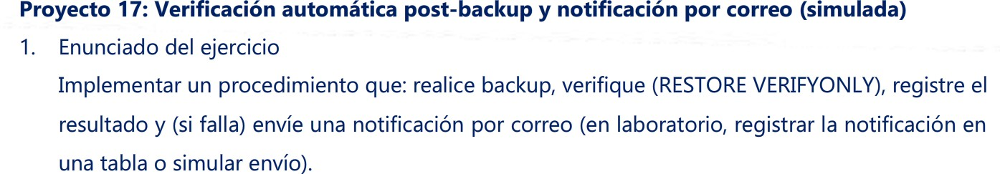 Proyecto 17: Verificación automática post-backup y notificación por correo (simulada)
1. Enunciado del ejercicio
Implementar un procedimiento que: realice backup, verifique (RESTORE VERIFYONLY), registre el
resultado y (si falla) envíe una notificación por correo (en laboratorio, registrar la notificación en
una tabla o simular envío).